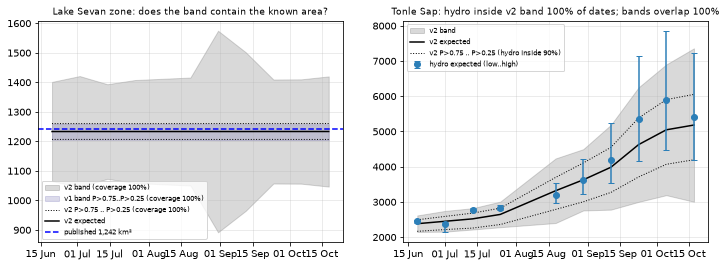 Lake Sevan zone: does the band contain the known area?
1600
1500
1400
1300
1200
1100
1000
900
v2 band (coverage 100%)
v1 band P>0.75..P>0.25 (coverage 100%)
v2 P>0.75 .. P>0.25 (coverage 100%)
v2 expected
published 1,242 km²
15 Jun 01 Jul 15 Jul 01 Aug 15 Aug 01 Sep 15 Sep 01 Oct 15 Oct
Tonle Sap: hydro inside v2 band 100% of dates; bands overlap 100%
8000
7000
6000
5000
4000
3000
2000
v2 band
v2 expected
v2 P>0.75 .. P>0.25 (hydro inside 90%)
hydro expected (low..high)
15 Jun 01 Jul 15 Jul 01 Aug 15 Aug 01 Sep 15 Sep 01 Oct 15 Oct